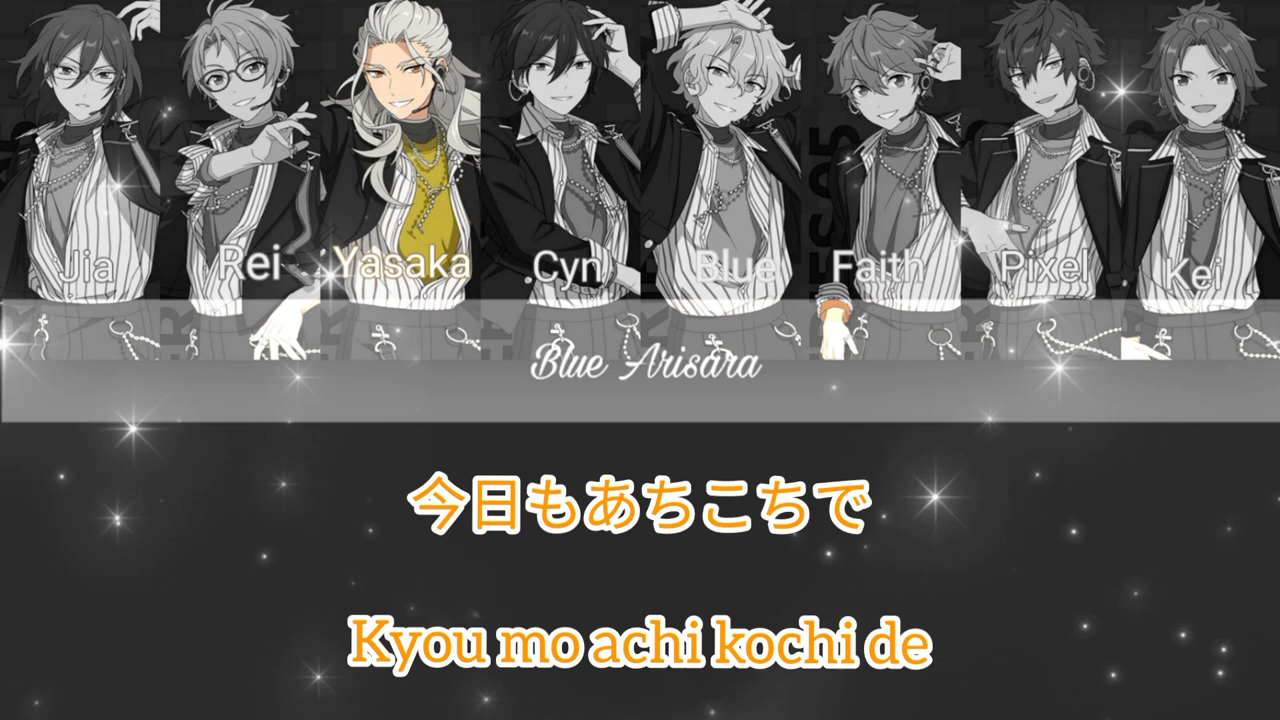 Jia Rei Yasaka Cyn Blue Faith Pixel Kei
Blue Arisara
今日もあちこちで
Kyou mo achi kochi de